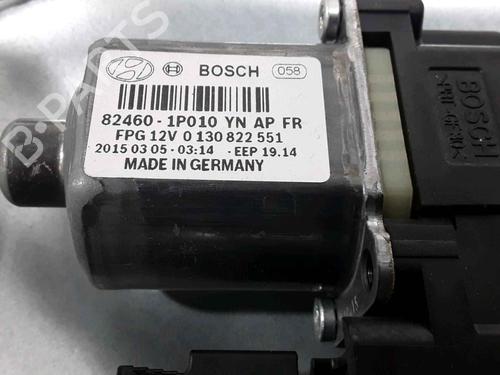 BOSCH 058
82460-1P010 YN AP FR
FPG 12V 0 130 822 551
2015 03 05 - 03:14 - EEP 19.14
MADE IN GERMANY
BOSCH
B-PARTS